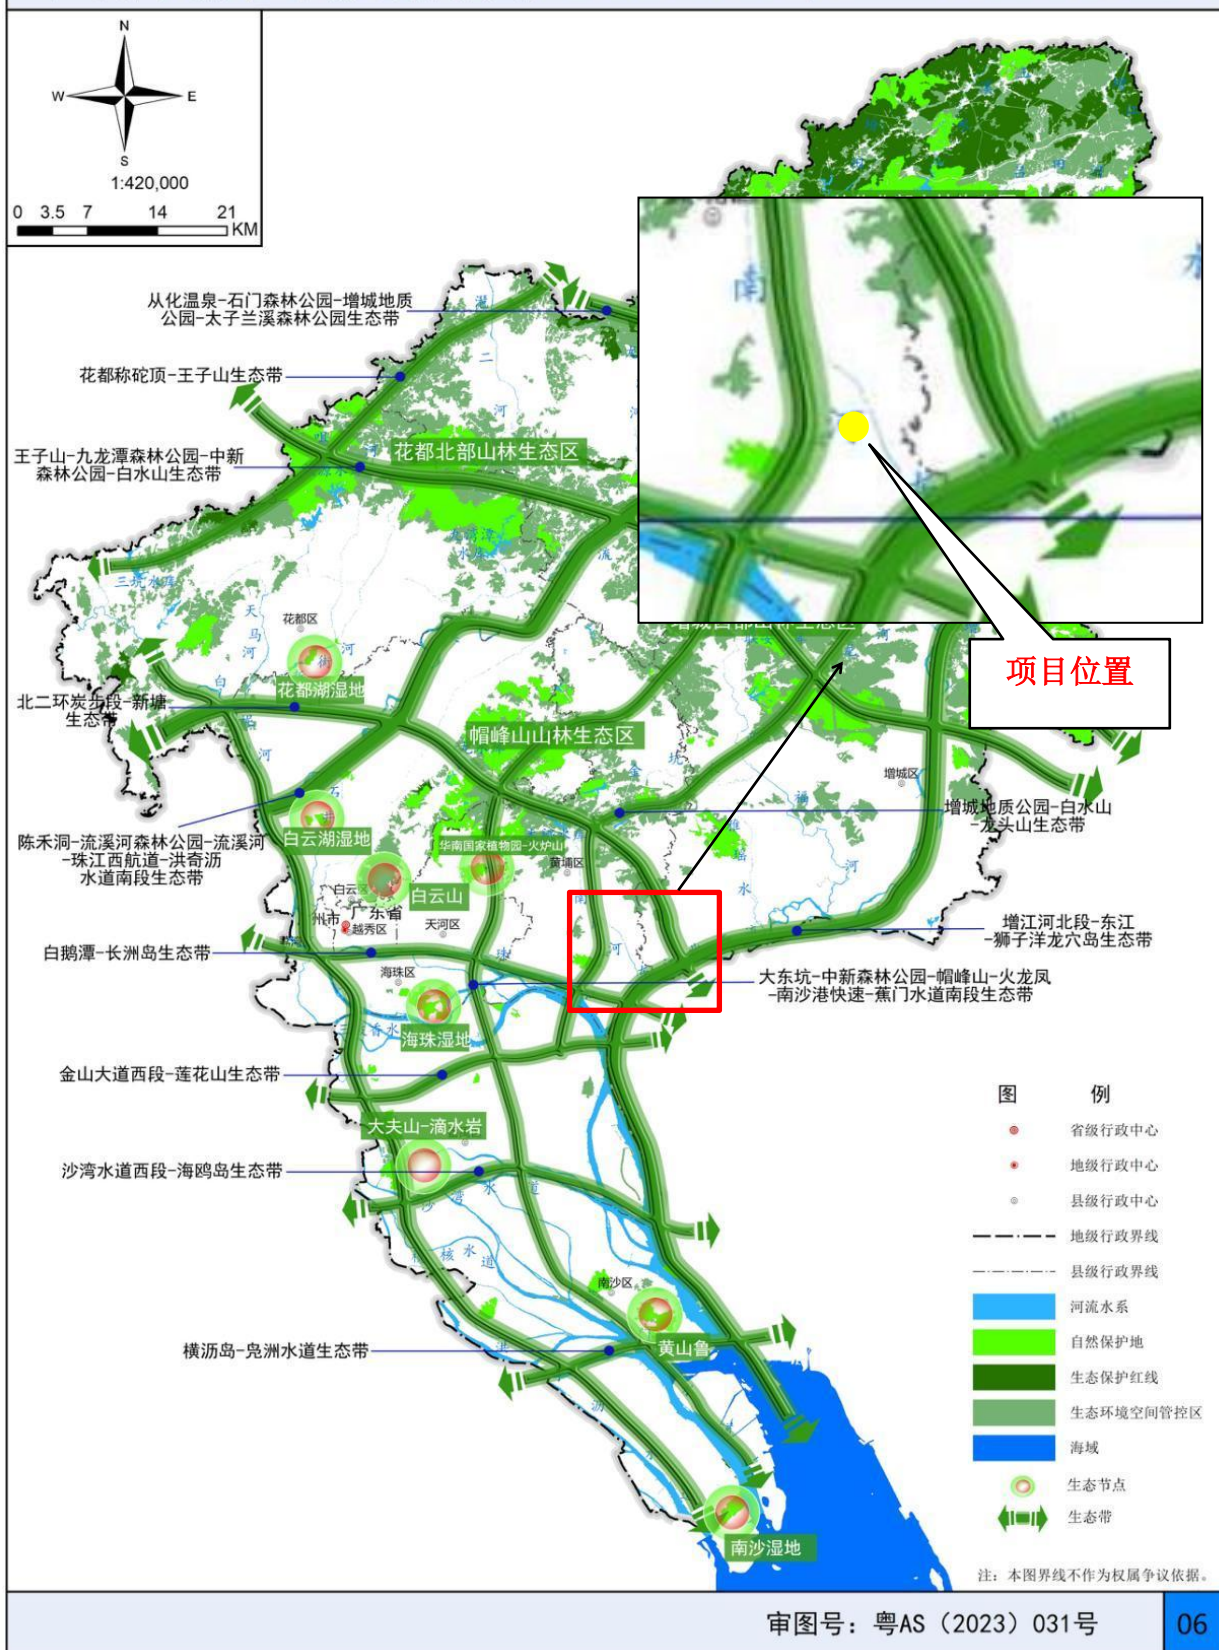 N
W
E
S
1:420,000
0 3.5 7 14 21
KM
从化温泉-石门森林公园-增城地质
公园-太子兰溪森林公园生态带
花都称砣顶-王子山生态带
王子山-九龙潭森林公园-中新
森林公园-白水山生态带
花都北部山林生态区
三坑水库
天
马
河
花都区
花都湖湿地
北二环炭步段-新塘
生态带
帽峰山山林生态区
项目位置
增城区
增城地质公园-白水山
-龙头山生态带
陈禾洞-流溪河森林公园-流溪河
-珠江西航道-洪奇沥
水道南段生态带
白云湖湿地
华南国家植物园-火炉山
黄埔区
白云区
白云山
广东省
州市
越秀区
天河区
增江河北段-东江
-狮子洋龙穴岛生态带
白鹅潭-长洲岛生态带
海珠区
大东坑-中新森林公园-帽峰山-火龙凤
-南沙港快速-蕉门水道南段生态带
海珠湿地
金山大道西段-莲花山生态带
大夫山-滴水岩
沙湾水道西段-海鸥岛生态带
南沙区
黄山鲁
横沥岛-凫洲水道生态带
南沙湿地
图 例
省级行政中心
地级行政中心
县级行政中心
地级行政界线
县级行政界线
河流水系
自然保护地
生态保护红线
生态环境空间管控区
海域
生态节点
生态带
注：本图界线不作为权属争议依据。
审图号：粤AS（2023）031号
06